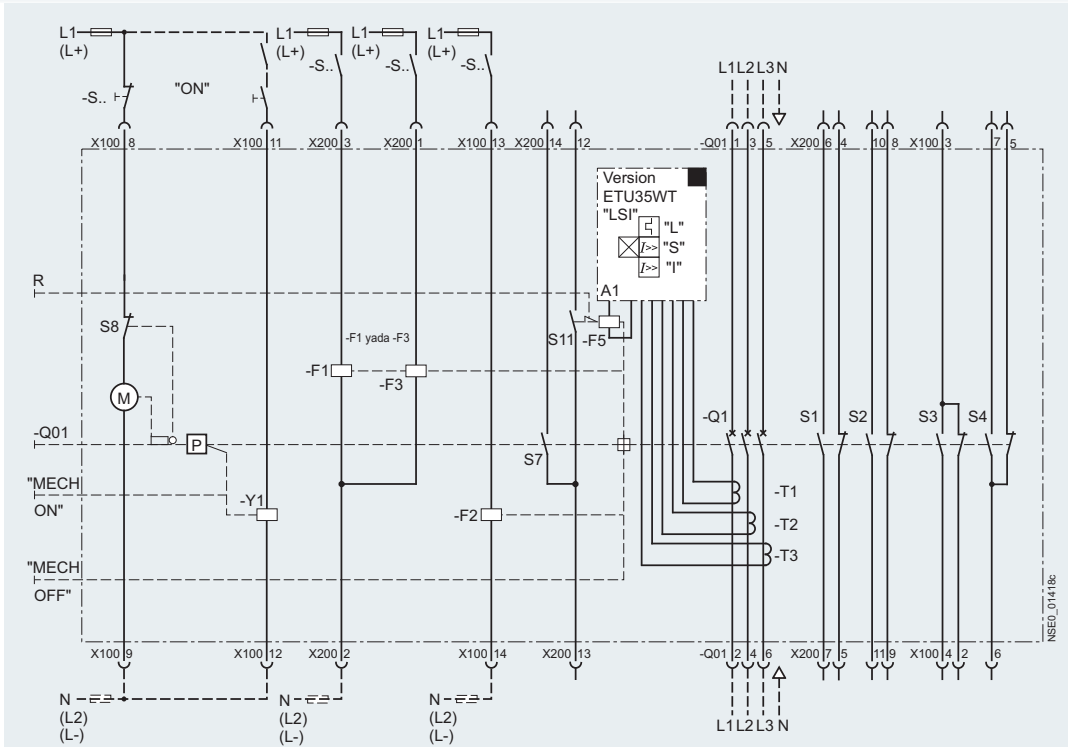 L1 L1 L1 L1
(L+) (L+) (L+) (L+)
-S.. "ON" -S.. -S.. -S..
L1 L2 L3 N
X100 8 X100 11 X200 3 X200 1 X100 13 X200 14 12 -Q01 1 3 5 X200 6 4 10 8 X100 3 7 5
Version
ETU35WT
"LSI"
"L"
I>> "S"
I>> "I"
A1
R
S8
S11 -F5
-F1 yada -F3
-F1 -F3
M
-Q01
P
S7
-Q1 S1 S2 S3 S4
"MECH
ON"
-Y1
-F2
-T1
-T2
-T3
"MECH
OFF"
NSE0_01418c
X100 9 X100 12 X200 2 X100 14 X200 13 -Q01 2 4 6 X200 7 5 11 9 X100 4 2 6
N N N
(L2) (L2) (L2)
(L-) (L-) (L-)
L1 L2 L3 N